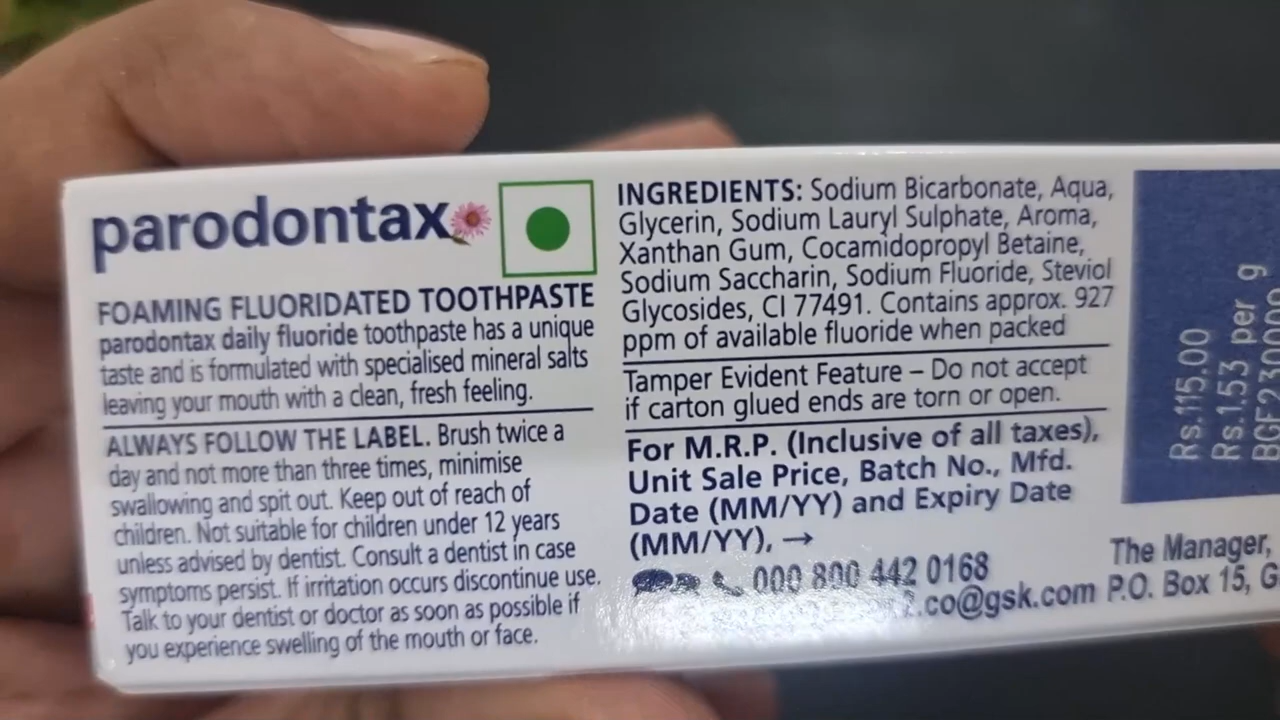 parodontax
FOAMING FLUORIDATED TOOTHPASTE
parodontax daily fluoride toothpaste has a unique
taste and is formulated with specialised mineral salts
leaving your mouth with a clean, fresh feeling.
ALWAYS FOLLOW THE LABEL. Brush twice a
day and not more than three times, minimise
swallowing and spit out. Keep out of reach of
children. Not suitable for children under 12 years
unless advised by dentist. Consult a dentist in case
symptoms persist. If irritation occurs discontinue use.
Talk to your dentist or doctor as soon as possible if
you experience swelling of the mouth or face.
INGREDIENTS: Sodium Bicarbonate, Aqua,
Glycerin, Sodium Lauryl Sulphate, Aroma,
Xanthan Gum, Cocamidopropyl Betaine,
Sodium Saccharin, Sodium Fluoride, Steviol
Glycosides, CI 77491. Contains approx. 927
ppm of available fluoride when packed
Tamper Evident Feature – Do not accept
if carton glued ends are torn or open.
For M.R.P. (Inclusive of all taxes),
Unit Sale Price, Batch No., Mfd.
Date (MM/YY) and Expiry Date
(MM/YY), →
000 800 442 0168
.co@gsk.com
The Manager,
P.O. Box 15, G
Rs.115.00
Rs.1.53 per g